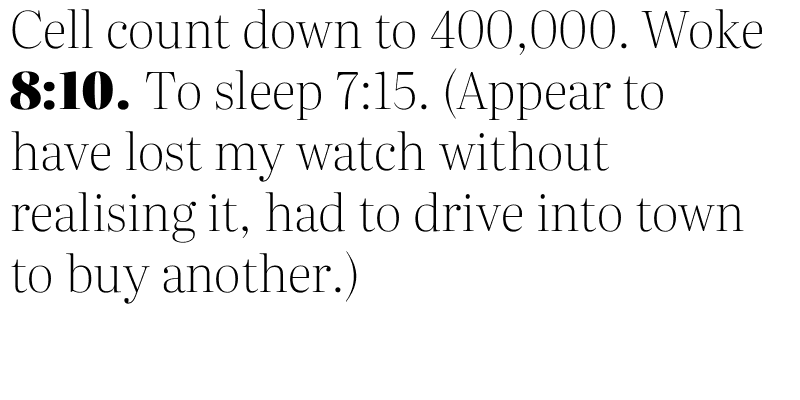 Cell count down to 400,000. Woke
8:10. To sleep 7:15. (Appear to
have lost my watch without
realising it, had to drive into town
to buy another.)